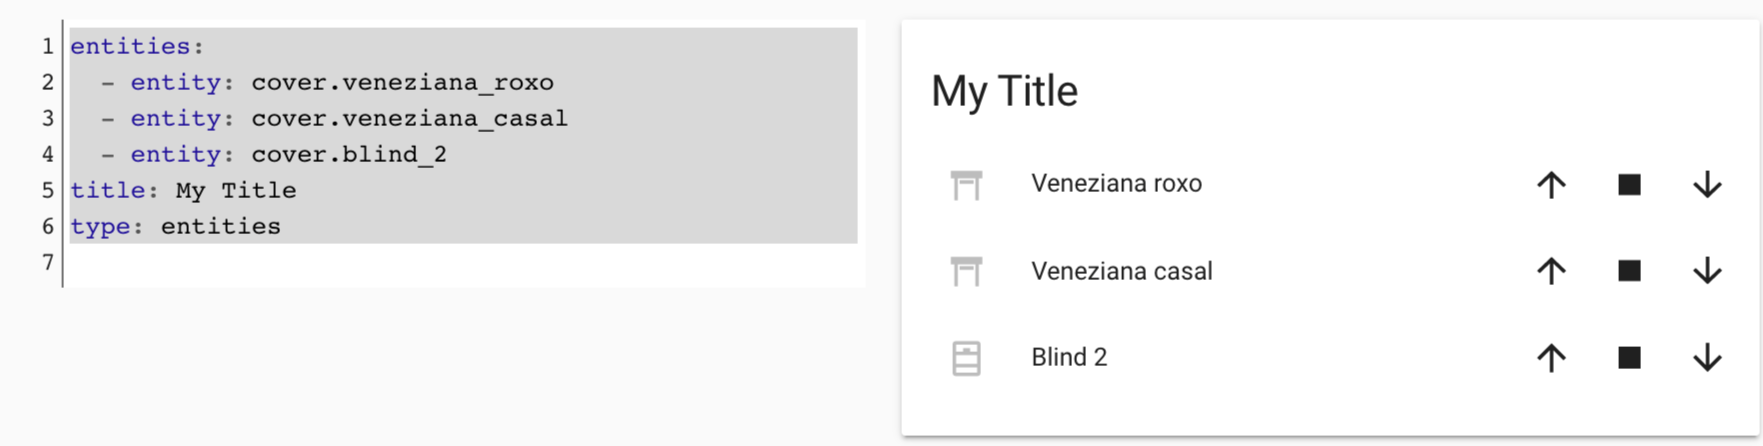 1 entities:
2   - entity: cover.veneziana_roxo
3   - entity: cover.veneziana_casal
4   - entity: cover.blind_2
5 title: My Title
6 type: entities
7
My Title
Veneziana roxo
Veneziana casal
Blind 2